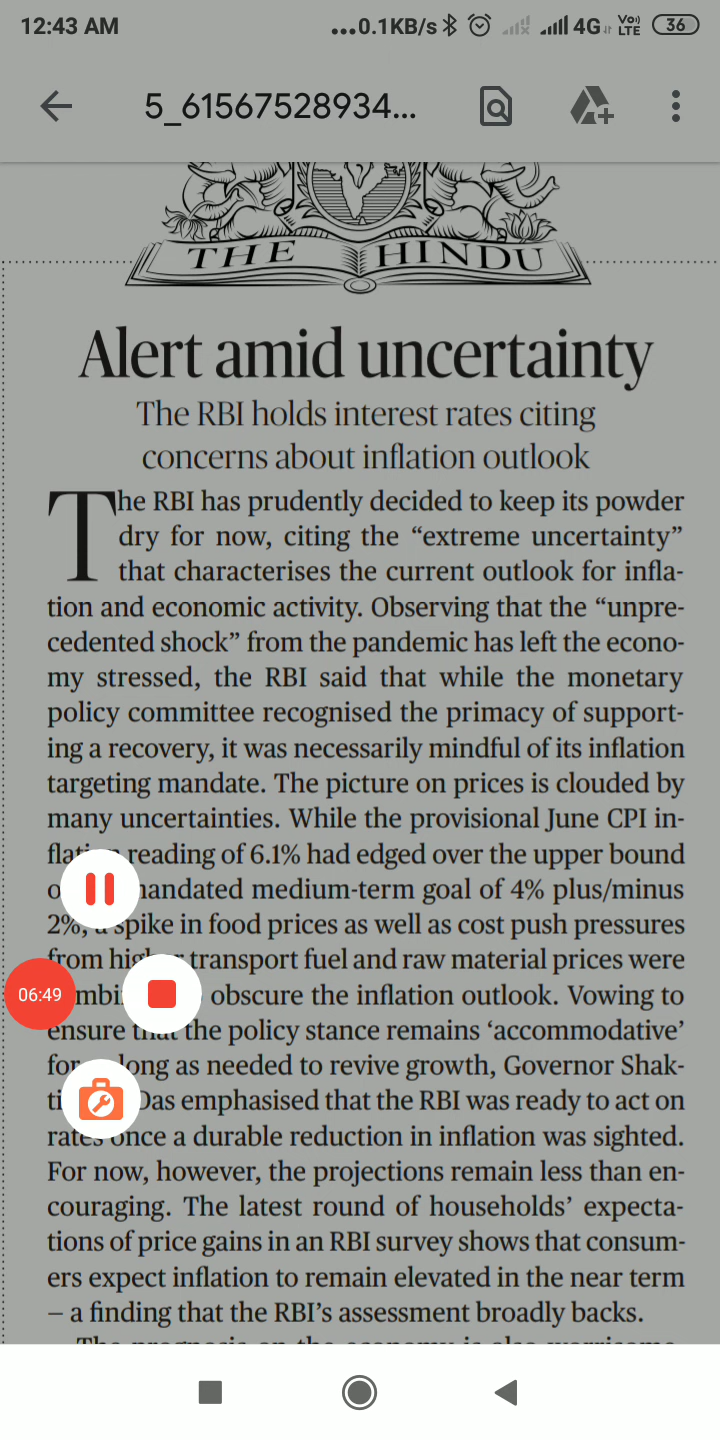 12:43 AM ...0.1KB/s 4G Vo)) LTE 36
5_61567528934...
THE HINDU
Alert amid uncertainty
The RBI holds interest rates citing
concerns about inflation outlook
The RBI has prudently decided to keep its powder
dry for now, citing the “extreme uncertainty”
that characterises the current outlook for infla-
tion and economic activity. Observing that the “unpre-
cedented shock” from the pandemic has left the econo-
my stressed, the RBI said that while the monetary
policy committee recognised the primacy of support-
ing a recovery, it was necessarily mindful of its inflation
targeting mandate. The picture on prices is clouded by
many uncertainties. While the provisional June CPI in-
flation reading of 6.1% had edged over the upper bound
mandated medium-term goal of 4% plus/minus
2%, a spike in food prices as well as cost push pressures
from higher transport fuel and raw material prices were
obscure the inflation outlook. Vowing to
ensure that the policy stance remains ‘accommodative’
for long as needed to revive growth, Governor Shak-
Das emphasised that the RBI was ready to act on
rates once a durable reduction in inflation was sighted.
For now, however, the projections remain less than en-
couraging. The latest round of households’ expecta-
tions of price gains in an RBI survey shows that consum-
ers expect inflation to remain elevated in the near term
– a finding that the RBI’s assessment broadly backs.
06:49